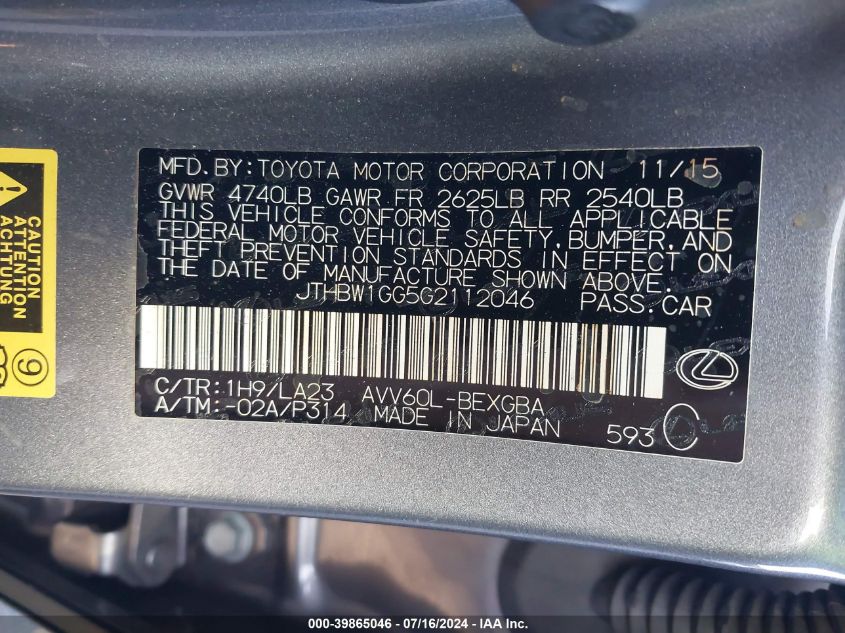 MFD.BY:TOYOTA MOTOR CORPORATION 11/15
GVWR 4740LB GAWR FR 2625LB RR 2540LB
THIS VEHICLE CONFORMS TO ALL APPLICABLE
FEDERAL MOTOR VEHICLE SAFETY, BUMPER, AND
THEFT PREVENTION STANDARDS IN EFFECT ON
THE DATE OF MANUFACTURE SHOWN ABOVE.
JTHBW1GG5G2112046 PASS.CAR
C/TR:1H9/LA23 AVV60L-BEXGBA
A/TM:-02A/P314 MADE IN JAPAN 593 C
CAUTION
ATTENTION
ACHTUNG
9
000-39865046 - 07/16/2024 - IAA Inc.